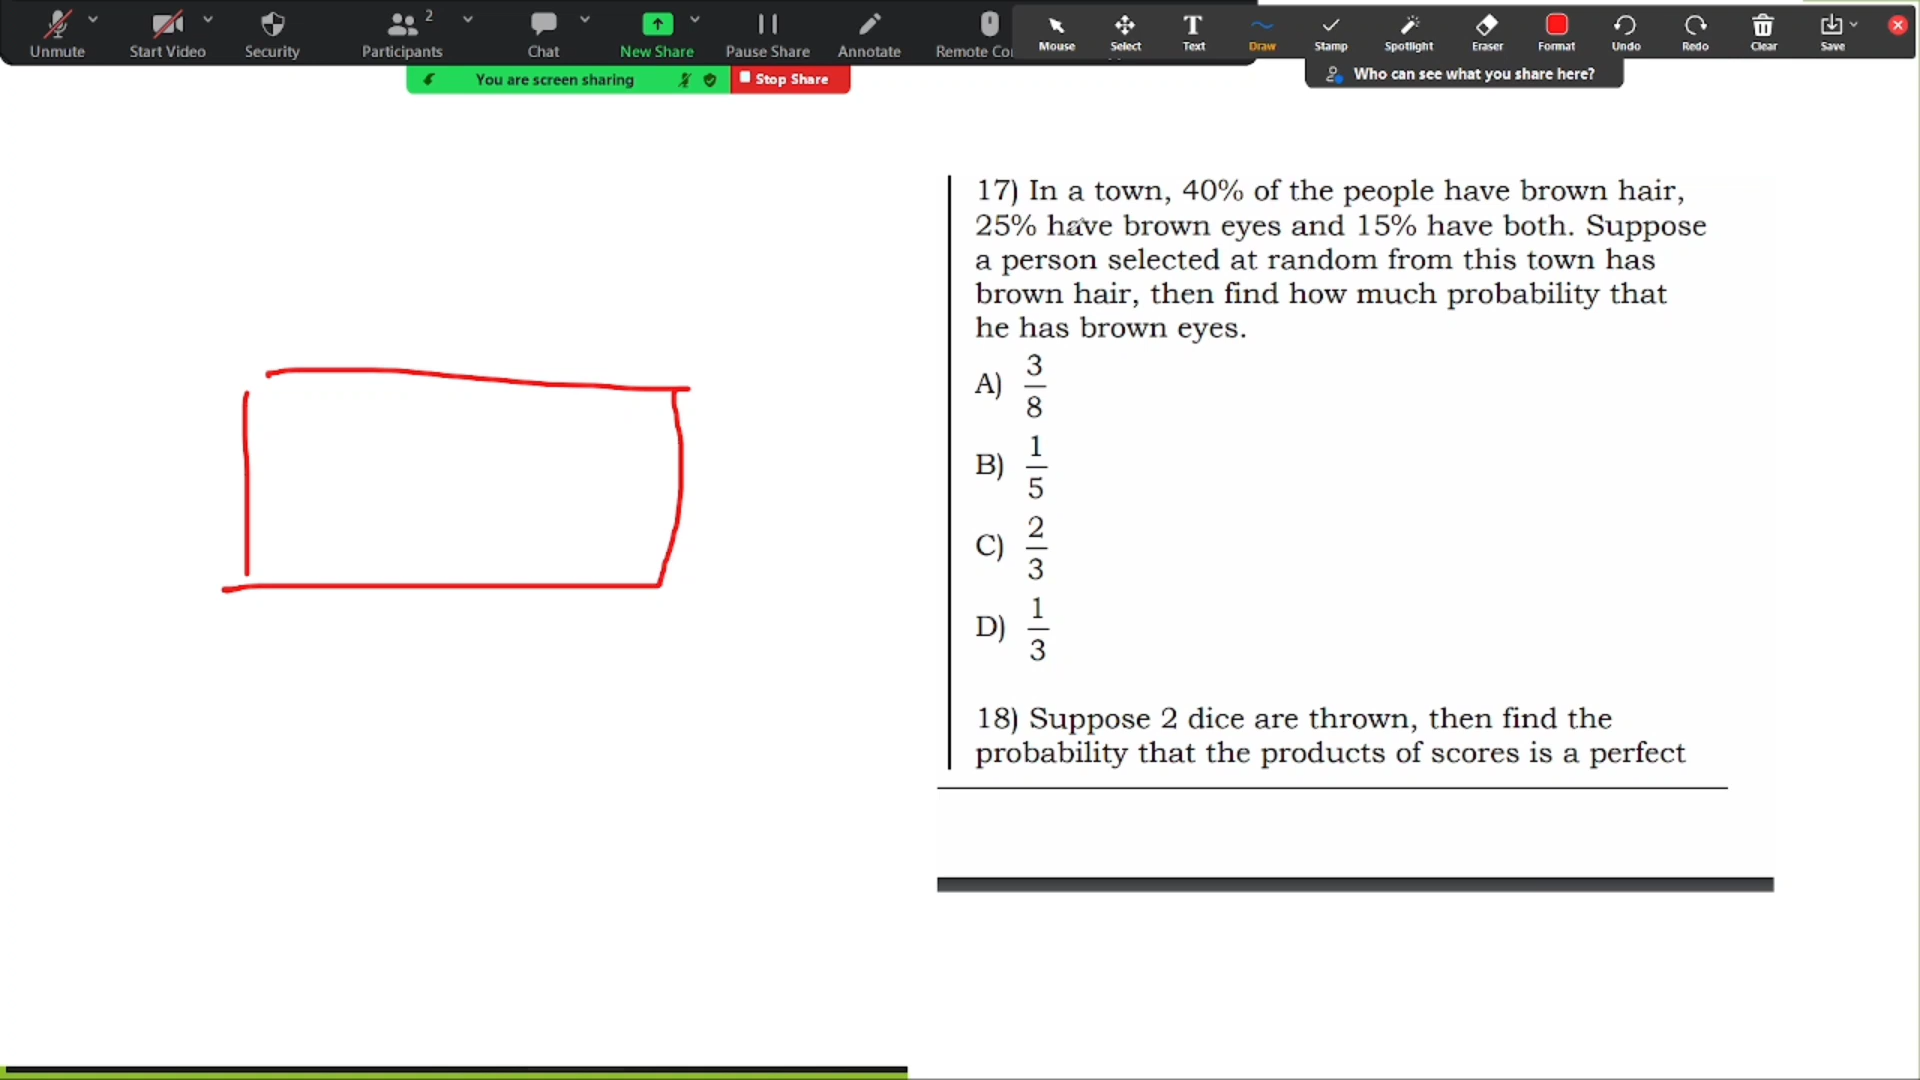 Unmute
Start Video
Security
Participants
2
Chat
New Share
Pause Share
Annotate
Remote Co
Mouse
Select
Text
Draw
Stamp
Spotlight
Eraser
Format
Undo
Redo
Clear
Save
You are screen sharing
Stop Share
Who can see what you share here?
17) In a town, 40% of the people have brown hair,
25% have brown eyes and 15% have both. Suppose
a person selected at random from this town has
brown hair, then find how much probability that
he has brown eyes.
A) 3/8
B) 1/5
C) 2/3
D) 1/3
18) Suppose 2 dice are thrown, then find the
probability that the products of scores is a perfect